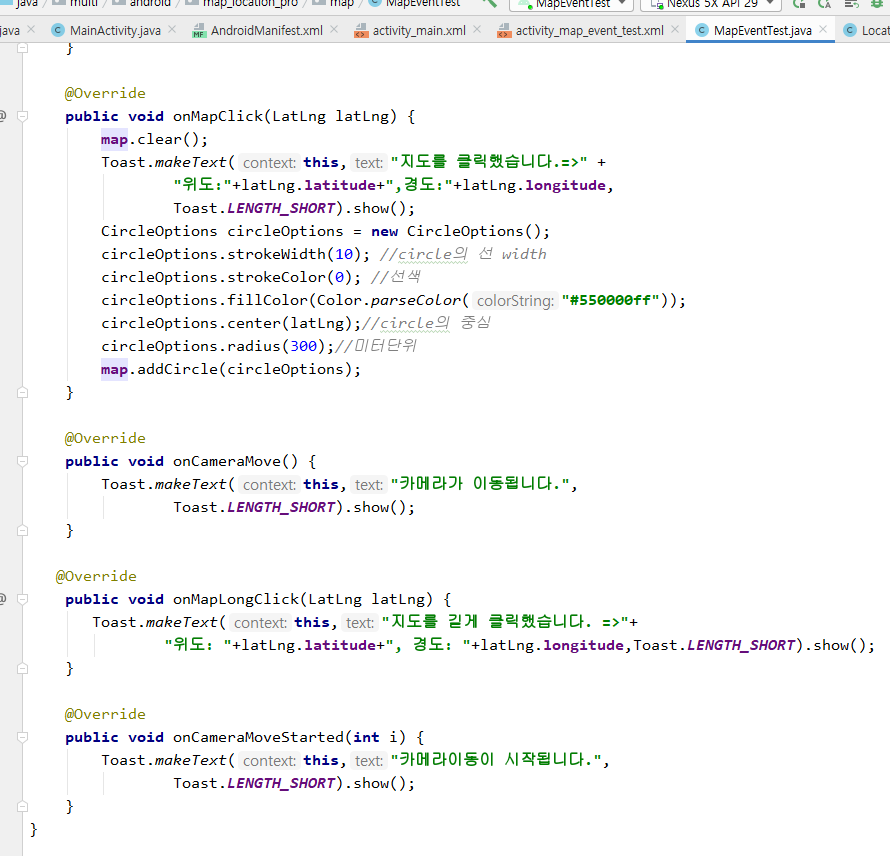 java multi android map_location_pro map MapEventTest MapEventTest Nexus 5X API 29
java MainActivity.java AndroidManifest.xml activity_main.xml activity_map_event_test.xml MapEventTest.java Locat
}
@Override
public void onMapClick(LatLng latLng) {
map.clear();
Toast.makeText( context: this, text: "지도를 클릭했습니다.=>" +
"위도:"+latLng.latitude+",경도:"+latLng.longitude,
Toast.LENGTH_SHORT).show();
CircleOptions circleOptions = new CircleOptions();
circleOptions.strokeWidth(10); //circle의 선 width
circleOptions.strokeColor(0); //선색
circleOptions.fillColor(Color.parseColor( colorString: "#550000ff"));
circleOptions.center(latLng);//circle의 중심
circleOptions.radius(300);//미터단위
map.addCircle(circleOptions);
}
@Override
public void onCameraMove() {
Toast.makeText( context: this, text: "카메라가 이동됩니다.",
Toast.LENGTH_SHORT).show();
}
@Override
public void onMapLongClick(LatLng latLng) {
Toast.makeText( context: this, text: "지도를 긷게 클릭했습니다. =>"+
"위도: "+latLng.latitude+", 경도: "+latLng.longitude,Toast.LENGTH_SHORT).show();
}
@Override
public void onCameraMoveStarted(int i) {
Toast.makeText( context: this, text: "카메라이동이 시작됩니다.",
Toast.LENGTH_SHORT).show();
}
}